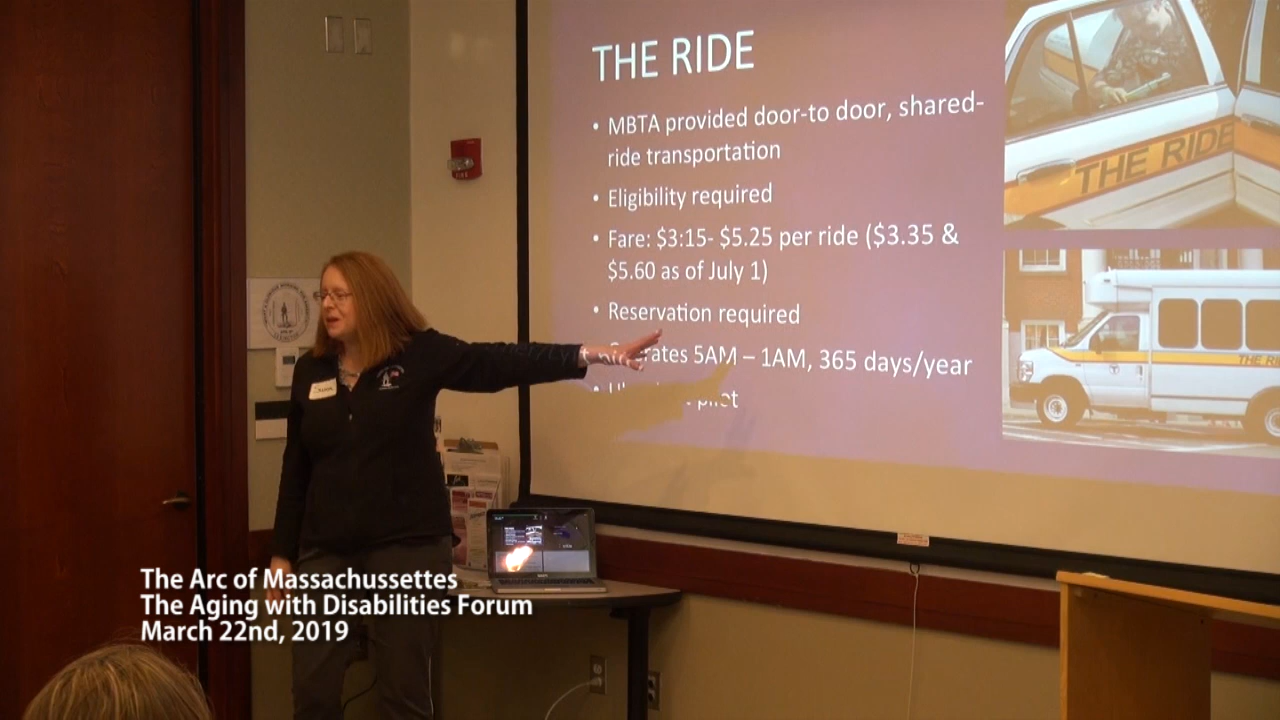 THE RIDE
• MBTA provided door-to door, shared-
ride transportation
• Eligibility required
• Fare: $3:15- $5.25 per ride ($3.35 &
$5.60 as of July 1)
• Reservation required
5AM – 1AM, 365 days/year
pilot
THE RIDE
THE RIDE
FIRE
The Arc of Massachussettes
The Aging with Disabilities Forum
March 22nd, 2019